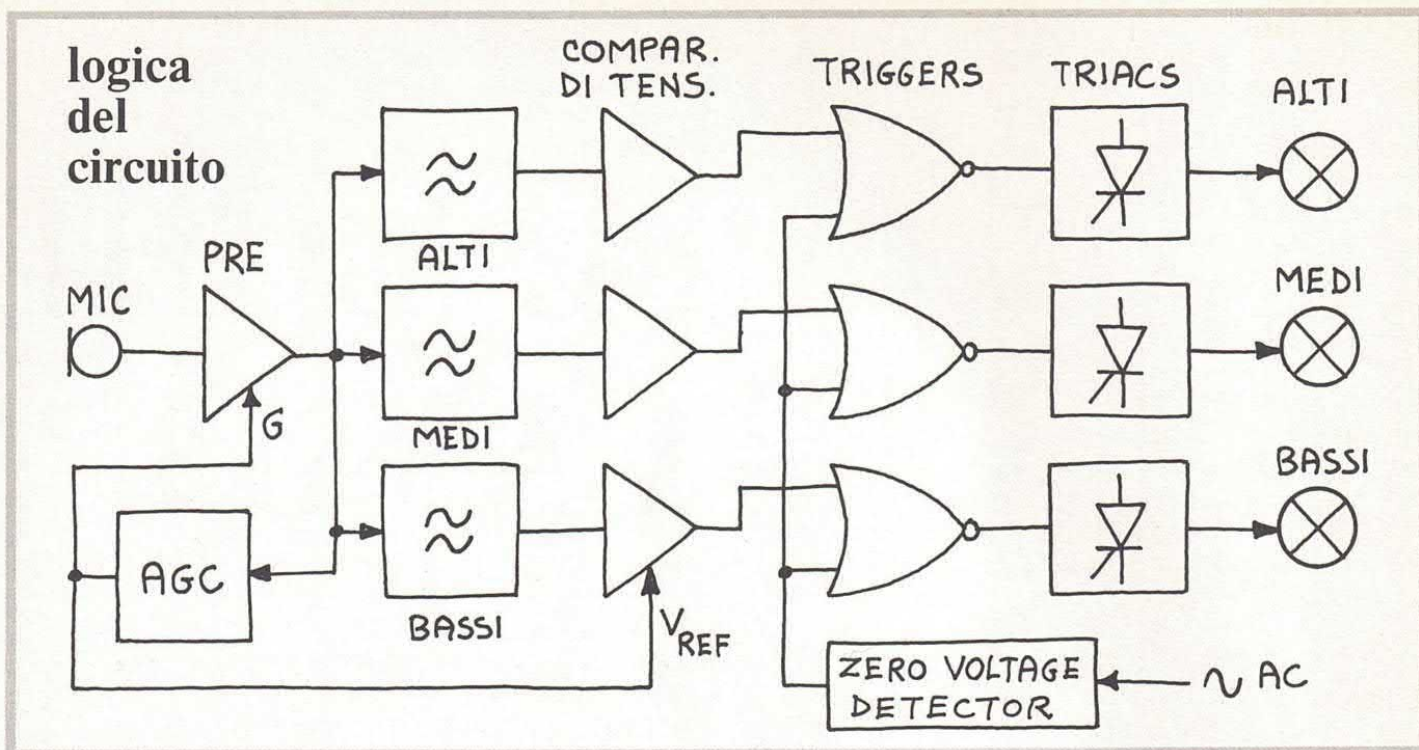 logica
del
circuito
COMPAR.
DI TENS.
TRIGGERS
TRIACS
ALTI
PRE
MIC
ALTI
MEDI
G
MEDI
BASSI
AGC
BASSI
VREF
ZERO VOLTAGE
DETECTOR
~ AC